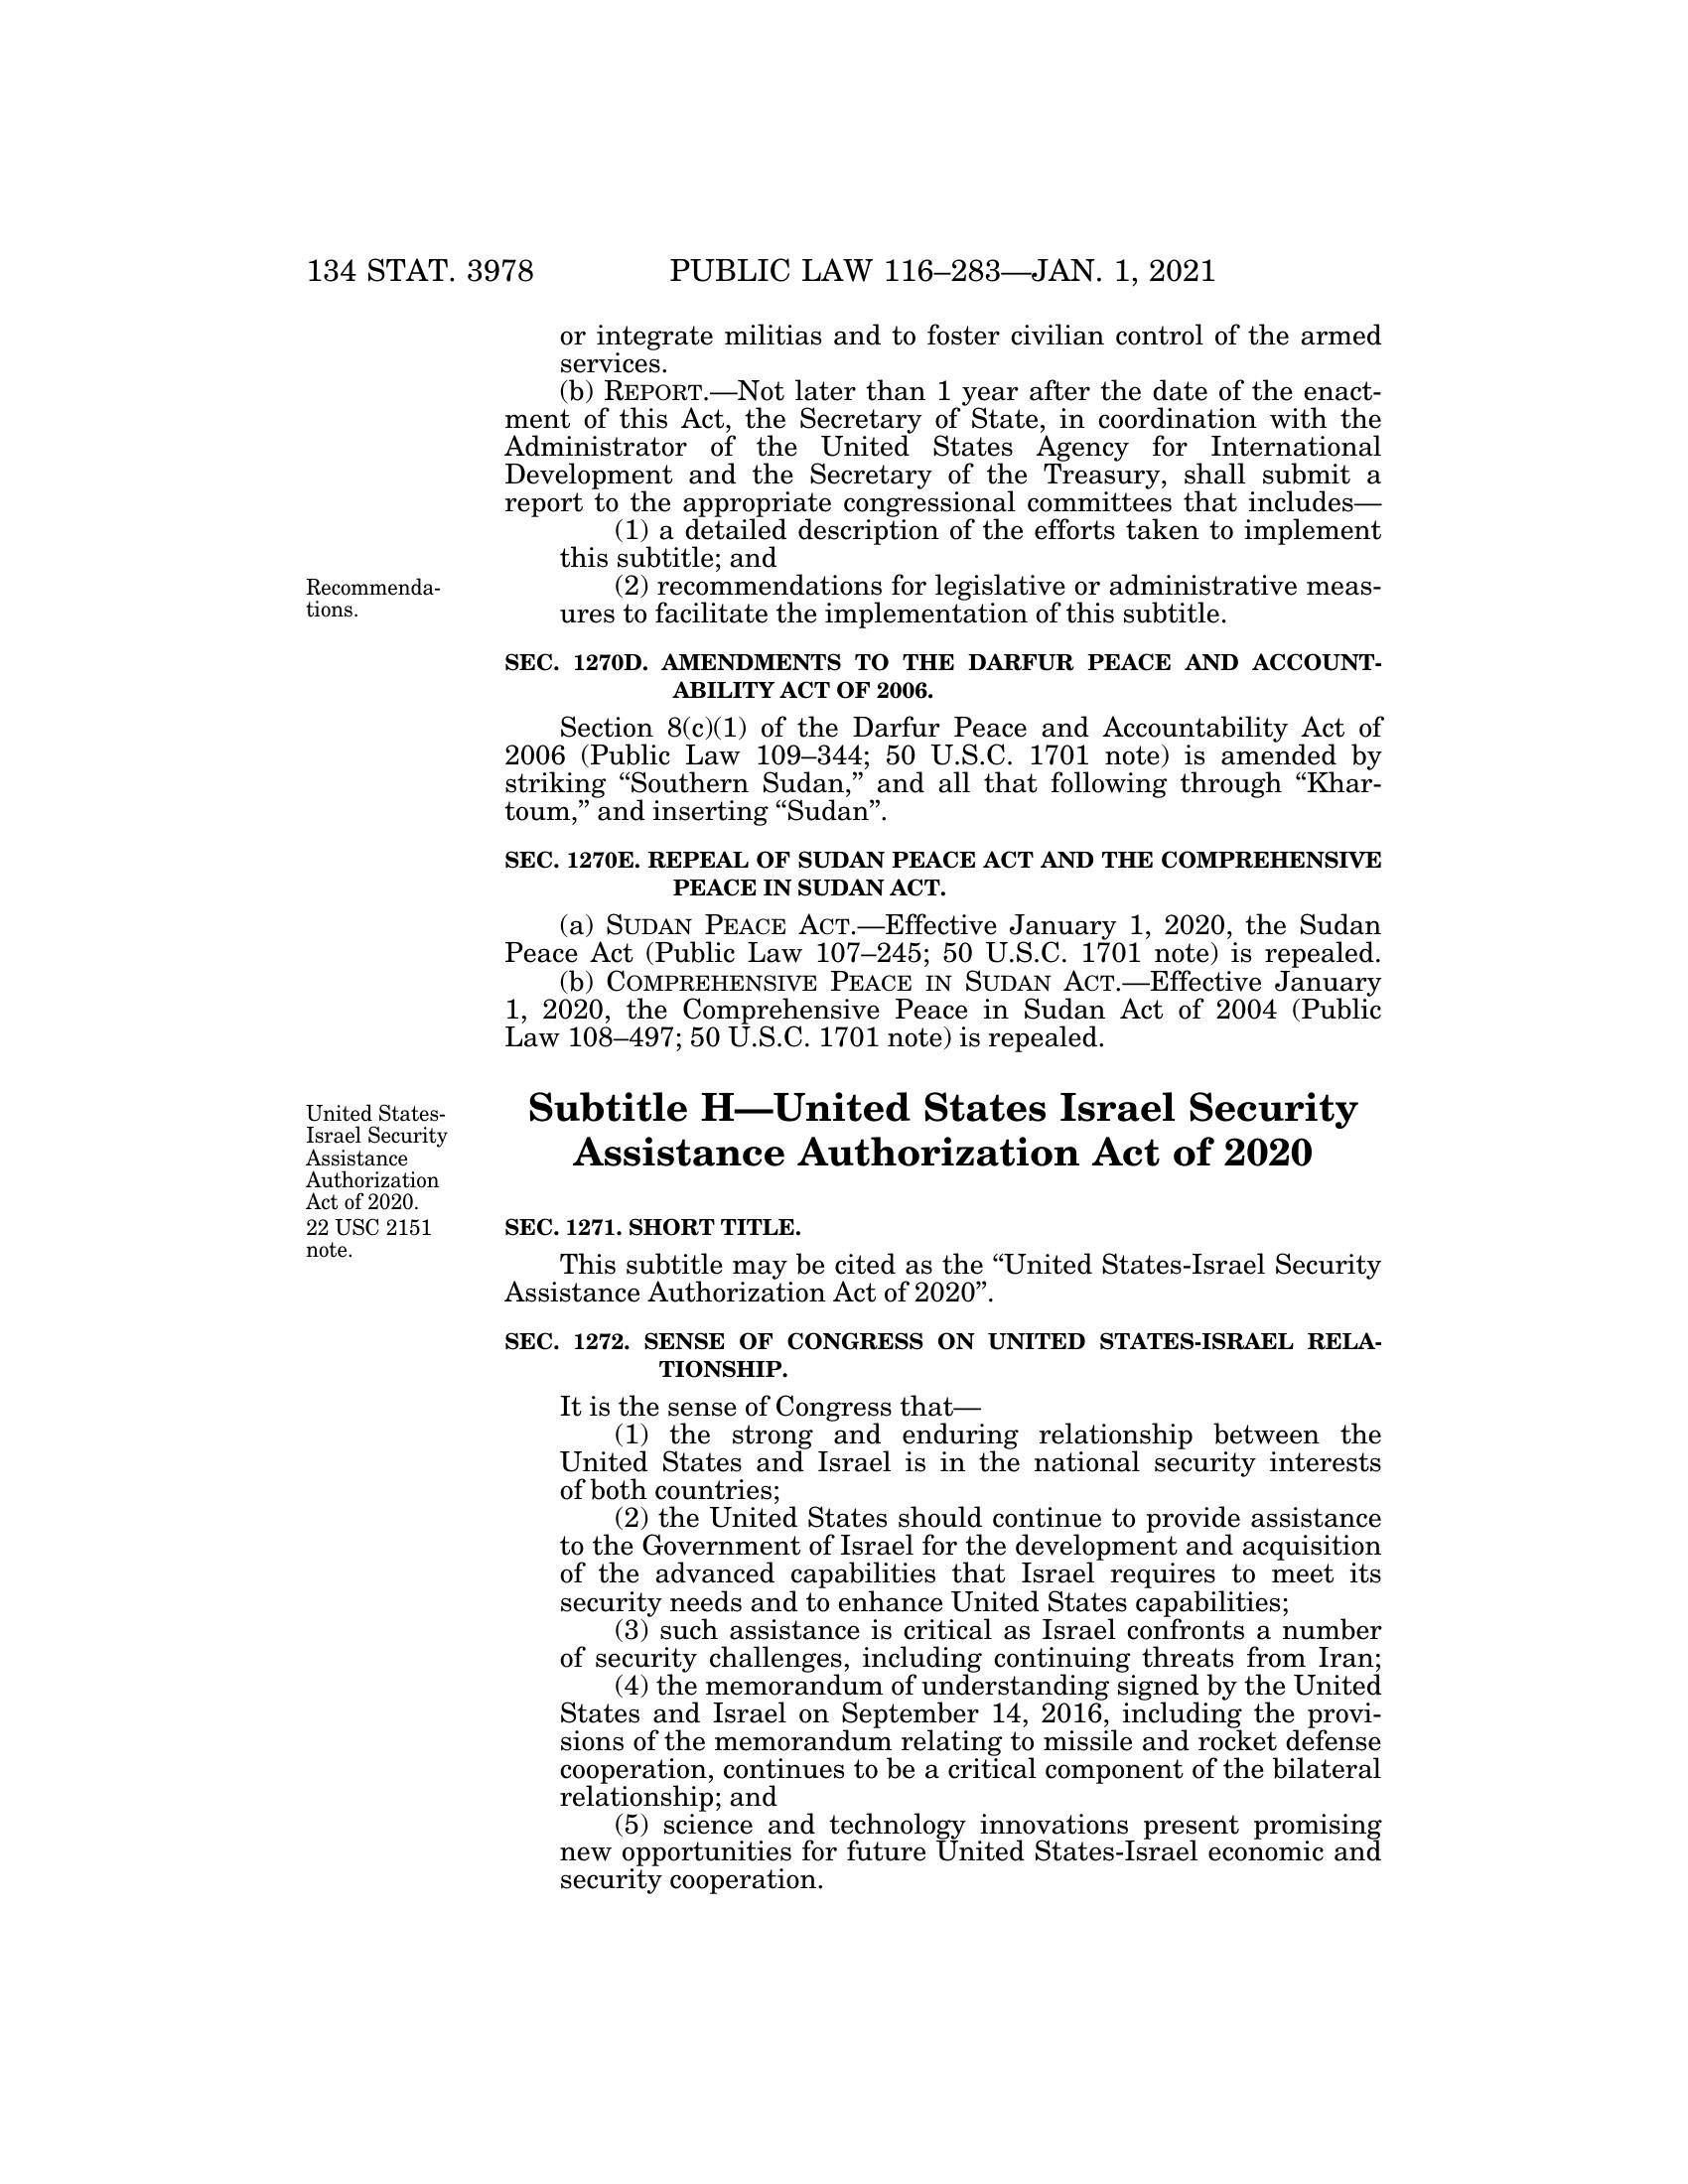 134 STAT. 3978 PUBLIC LAW 116–283—JAN. 1, 2021
or integrate militias and to foster civilian control of the armed
services.
(b) REPORT.—Not later than 1 year after the date of the enact-
ment of this Act, the Secretary of State, in coordination with the
Administrator of the United States Agency for International
Development and the Secretary of the Treasury, shall submit a
report to the appropriate congressional committees that includes—
(1) a detailed description of the efforts taken to implement
this subtitle; and
Recommenda-
tions.
(2) recommendations for legislative or administrative meas-
ures to facilitate the implementation of this subtitle.
SEC. 1270D. AMENDMENTS TO THE DARFUR PEACE AND ACCOUNT-
ABILITY ACT OF 2006.
Section 8(c)(1) of the Darfur Peace and Accountability Act of
2006 (Public Law 109–344; 50 U.S.C. 1701 note) is amended by
striking “Southern Sudan,” and all that following through “Khar-
toum,” and inserting “Sudan”.
SEC. 1270E. REPEAL OF SUDAN PEACE ACT AND THE COMPREHENSIVE
PEACE IN SUDAN ACT.
(a) SUDAN PEACE ACT.—Effective January 1, 2020, the Sudan
Peace Act (Public Law 107–245; 50 U.S.C. 1701 note) is repealed.
(b) COMPREHENSIVE PEACE IN SUDAN ACT.—Effective January
1, 2020, the Comprehensive Peace in Sudan Act of 2004 (Public
Law 108–497; 50 U.S.C. 1701 note) is repealed.
United States-
Israel Security
Assistance
Authorization
Act of 2020.
22 USC 2151
note.
Subtitle H—United States Israel Security
Assistance Authorization Act of 2020
SEC. 1271. SHORT TITLE.
This subtitle may be cited as the “United States-Israel Security
Assistance Authorization Act of 2020”.
SEC. 1272. SENSE OF CONGRESS ON UNITED STATES-ISRAEL RELA-
TIONSHIP.
It is the sense of Congress that—
(1) the strong and enduring relationship between the
United States and Israel is in the national security interests
of both countries;
(2) the United States should continue to provide assistance
to the Government of Israel for the development and acquisition
of the advanced capabilities that Israel requires to meet its
security needs and to enhance United States capabilities;
(3) such assistance is critical as Israel confronts a number
of security challenges, including continuing threats from Iran;
(4) the memorandum of understanding signed by the United
States and Israel on September 14, 2016, including the provi-
sions of the memorandum relating to missile and rocket defense
cooperation, continues to be a critical component of the bilateral
relationship; and
(5) science and technology innovations present promising
new opportunities for future United States-Israel economic and
security cooperation.